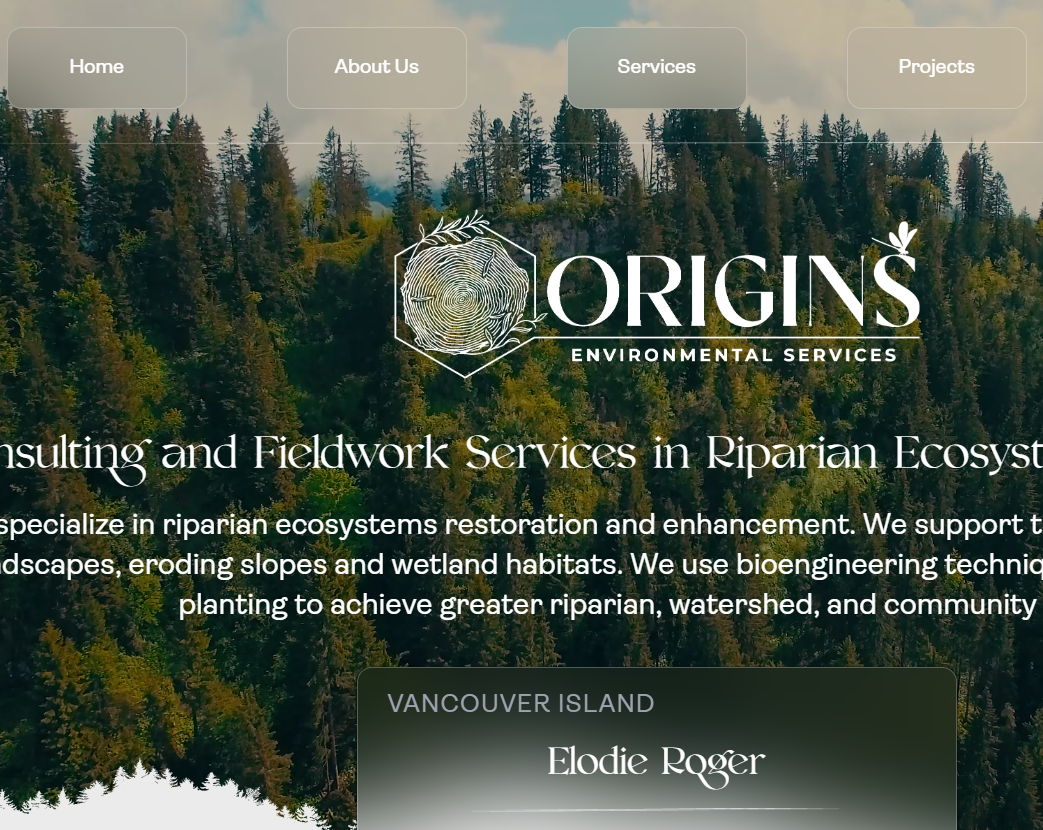 Home
About Us
Services
Projects
ORIGINS
ENVIRONMENTAL SERVICES
nsulting and Fieldwork Services in Riparian Ecosyst
specialize in riparian ecosystems restoration and enhancement. We support t
dscapes, eroding slopes and wetland habitats. We use bioengineering techniq
planting to achieve greater riparian, watershed, and community
VANCOUVER ISLAND
Elodie Roger